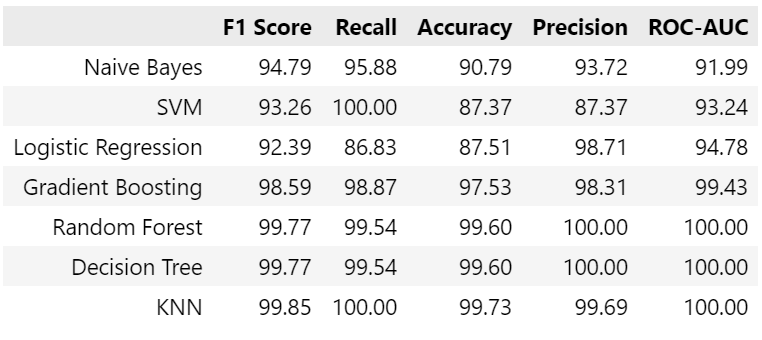 F1 Score Recall Accuracy Precision ROC-AUC
Naive Bayes 94.79 95.88 90.79 93.72 91.99
SVM 93.26 100.00 87.37 87.37 93.24
Logistic Regression 92.39 86.83 87.51 98.71 94.78
Gradient Boosting 98.59 98.87 97.53 98.31 99.43
Random Forest 99.77 99.54 99.60 100.00 100.00
Decision Tree 99.77 99.54 99.60 100.00 100.00
KNN 99.85 100.00 99.73 99.69 100.00